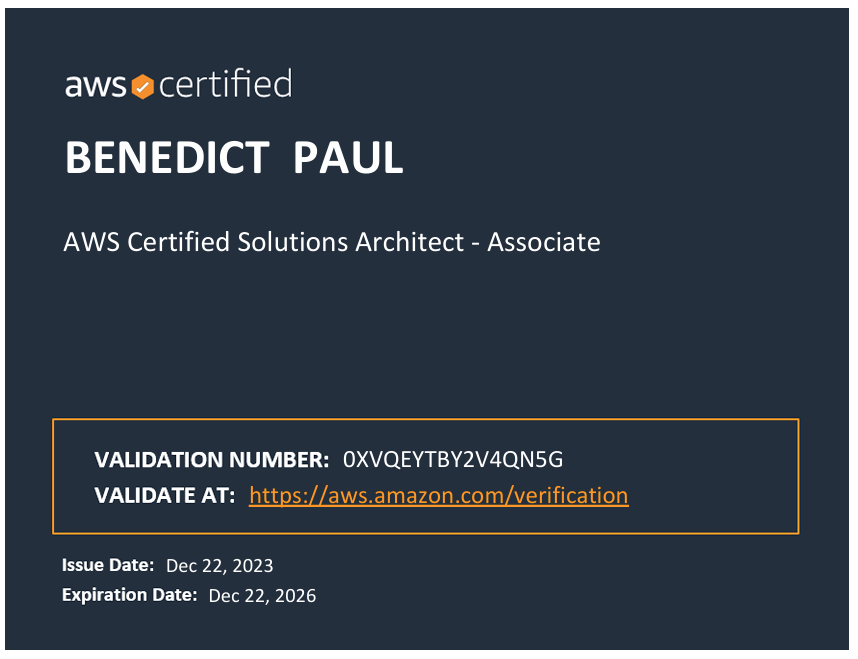 aws certified
BENEDICT PAUL
AWS Certified Solutions Architect - Associate
VALIDATION NUMBER: 0XVQEYTBY2V4QN5G
VALIDATE AT: https://aws.amazon.com/verification
Issue Date: Dec 22, 2023
Expiration Date: Dec 22, 2026